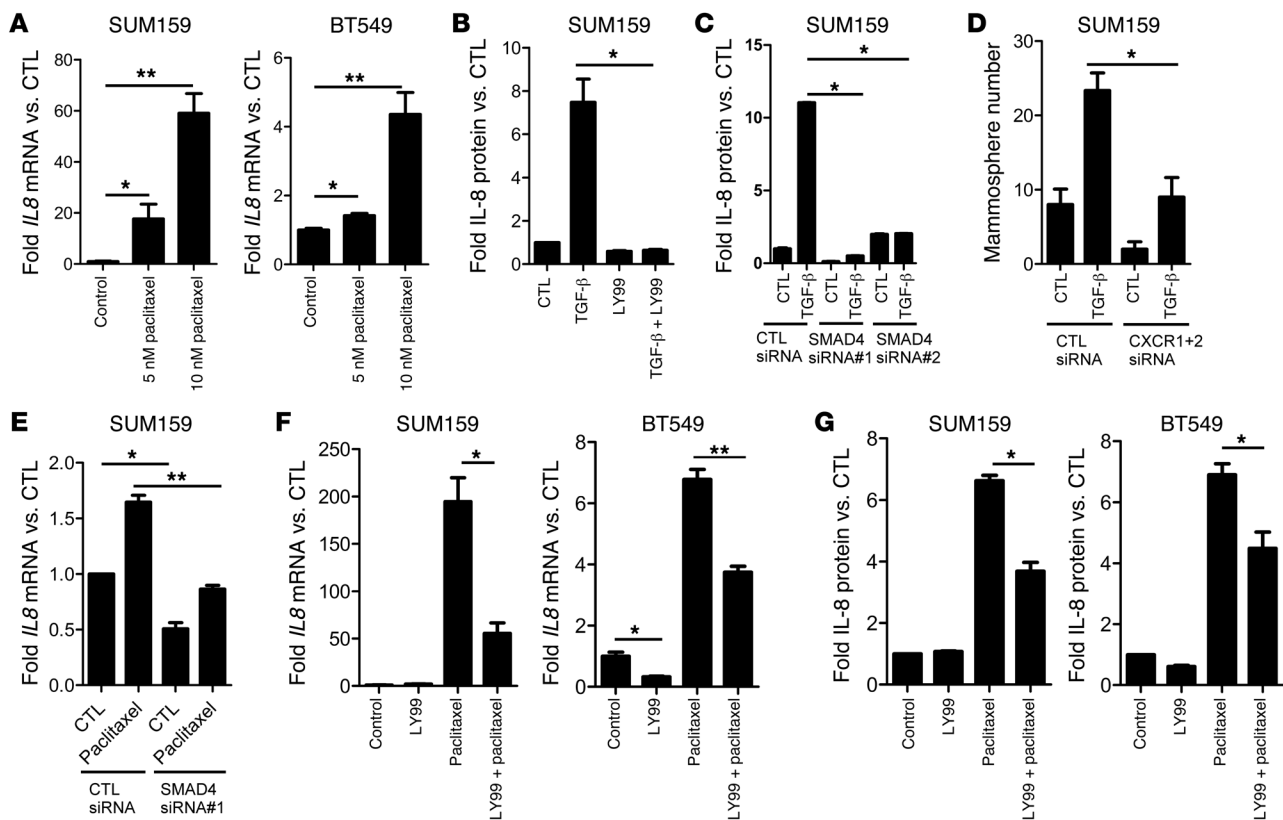 A
SUM159
Fold IL8 mRNA vs. CTL
80
60
40
20
0
**
*
Control
5 nM paclitaxel
10 nM paclitaxel
BT549
Fold IL8 mRNA vs. CTL
6
4
2
0
**
*
Control
5 nM paclitaxel
10 nM paclitaxel
B
SUM159
Fold IL-8 protein vs. CTL
10
8
6
4
2
0
*
CTL
TGF-β
LY99
TGF-β + LY99
C
SUM159
Fold IL-8 protein vs. CTL
15
10
5
0
*
*
CTL
TGF-β
CTL
TGF-β
CTL
TGF-β
CTL
siRNA
SMAD4
siRNA#1
SMAD4
siRNA#2
D
SUM159
Mammosphere number
30
20
10
0
*
CTL
TGF-β
CTL
TGF-β
CTL
siRNA
CXCR1+2
siRNA
E
SUM159
Fold IL8 mRNA vs. CTL
2.0
1.5
1.0
0.5
0.0
*
**
CTL
Paclitaxel
CTL
Paclitaxel
CTL
siRNA
SMAD4
siRNA#1
F
SUM159
Fold IL8 mRNA vs. CTL
250
200
150
100
50
0
*
Control
LY99
Paclitaxel
LY99 + paclitaxel
BT549
Fold IL8 mRNA vs. CTL
8
6
4
2
0
*
**
Control
LY99
Paclitaxel
LY99 + paclitaxel
G
SUM159
Fold IL-8 protein vs. CTL
8
6
4
2
0
*
Control
LY99
Paclitaxel
LY99 + paclitaxel
BT549
Fold IL-8 protein vs. CTL
8
6
4
2
0
*
Control
LY99
Paclitaxel
LY99 + paclitaxel